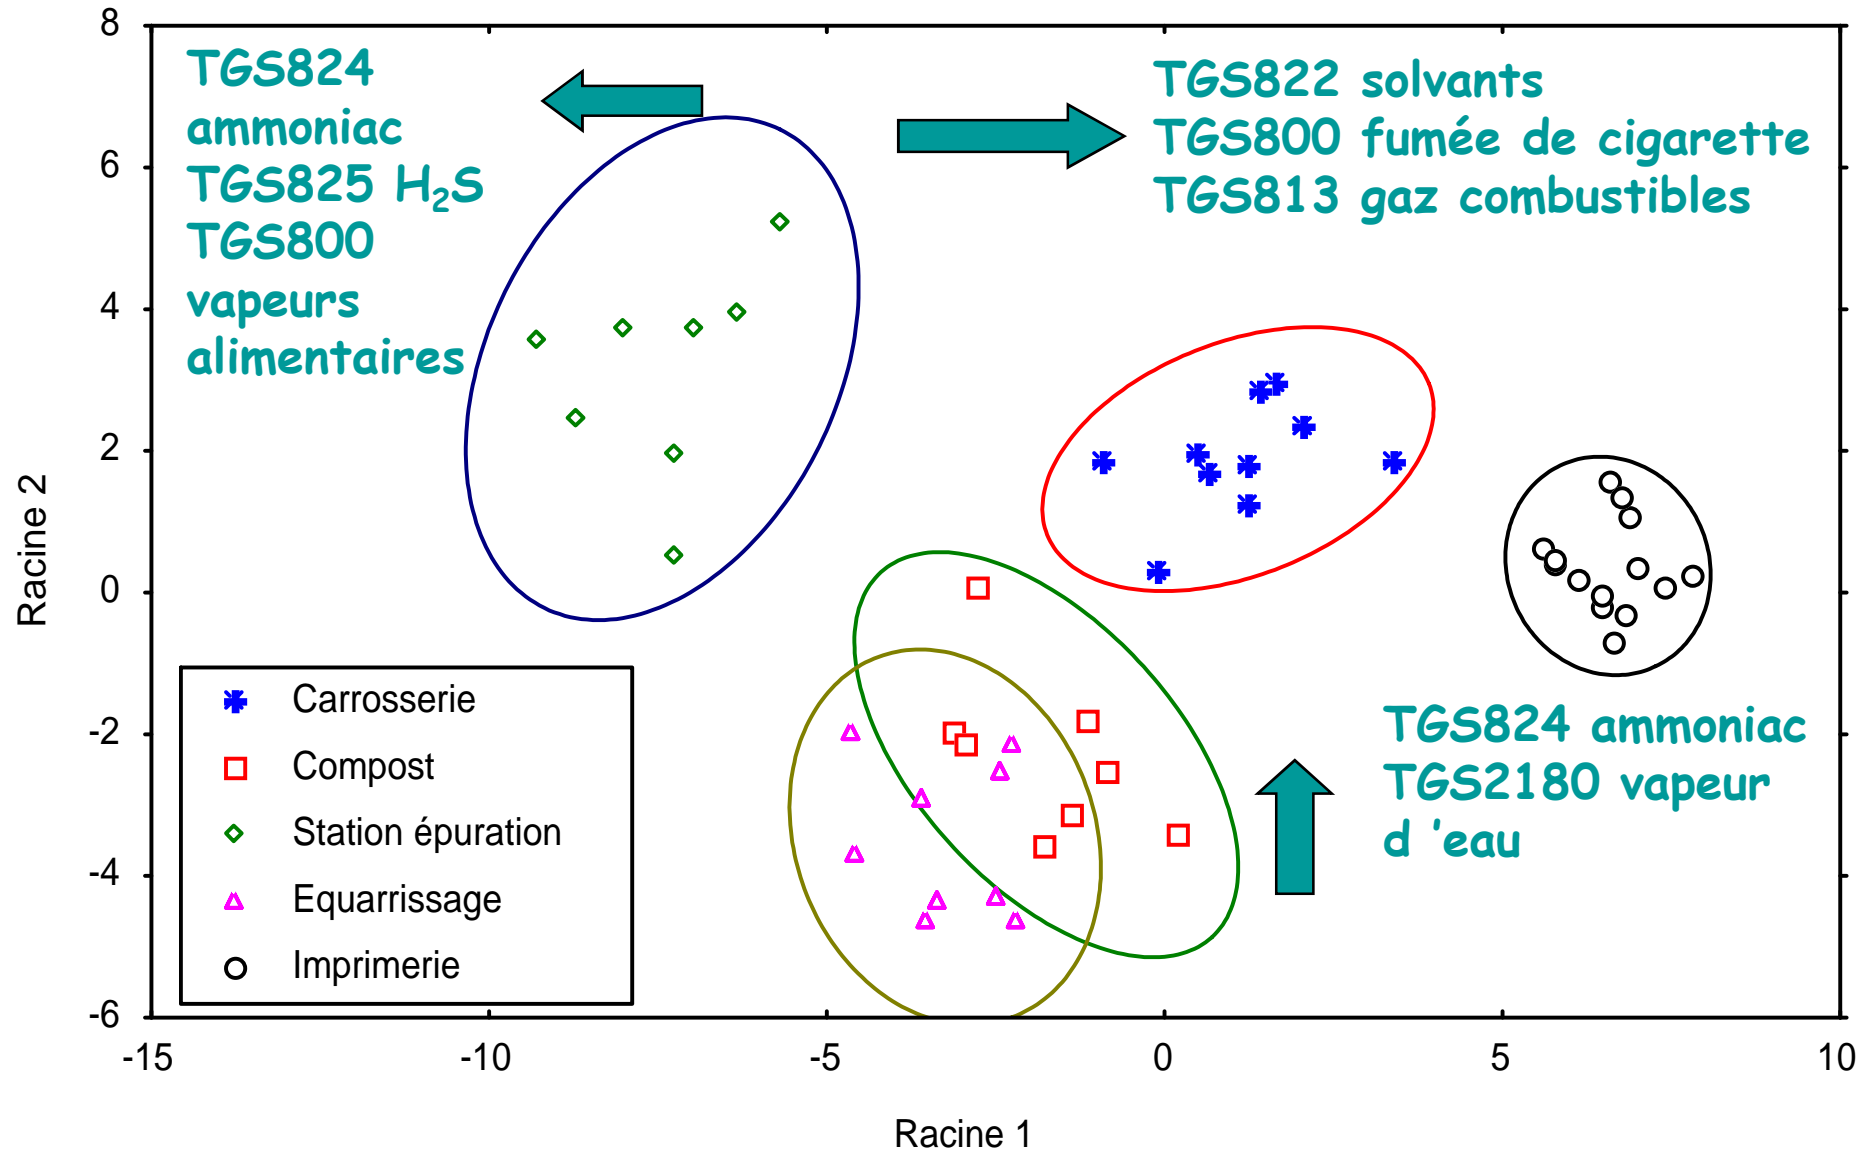 TGS824
ammoniac
TGS825 H₂S
TGS800
vapeurs
alimentaires
TGS822 solvants
TGS800 fumée de cigarette
TGS813 gaz combustibles
TGS824 ammoniac
TGS2180 vapeur
d 'eau
Carrosserie
Compost
Station épuration
Equarrissage
Imprimerie
Racine 2
8
6
4
2
0
-2
-4
-6
-15
-10
-5
0
5
10
Racine 1